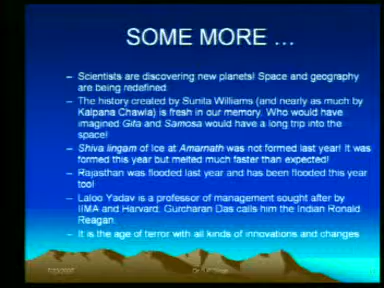 SOME MORE ...
– Scientists are discovering new planets! Space and geography
are being redefined.
– The history created by Sunita Williams (and nearly as much by
Kalpana Chawla) is fresh in our memory. Who would have
imagined Gita and Samosa would have a long trip into the
space!
– Shiva lingam of Ice at Amarnath was not formed last year! It was
formed this year but melted much faster than expected!
– Rajasthan was flooded last year and has been flooded this year
too!
– Laloo Yadav is a professor of management sought after by
IIMA and Harvard. Gurcharan Das calls him the Indian Ronald
Reagan.
– It is the age of terror with all kinds of innovations and changes